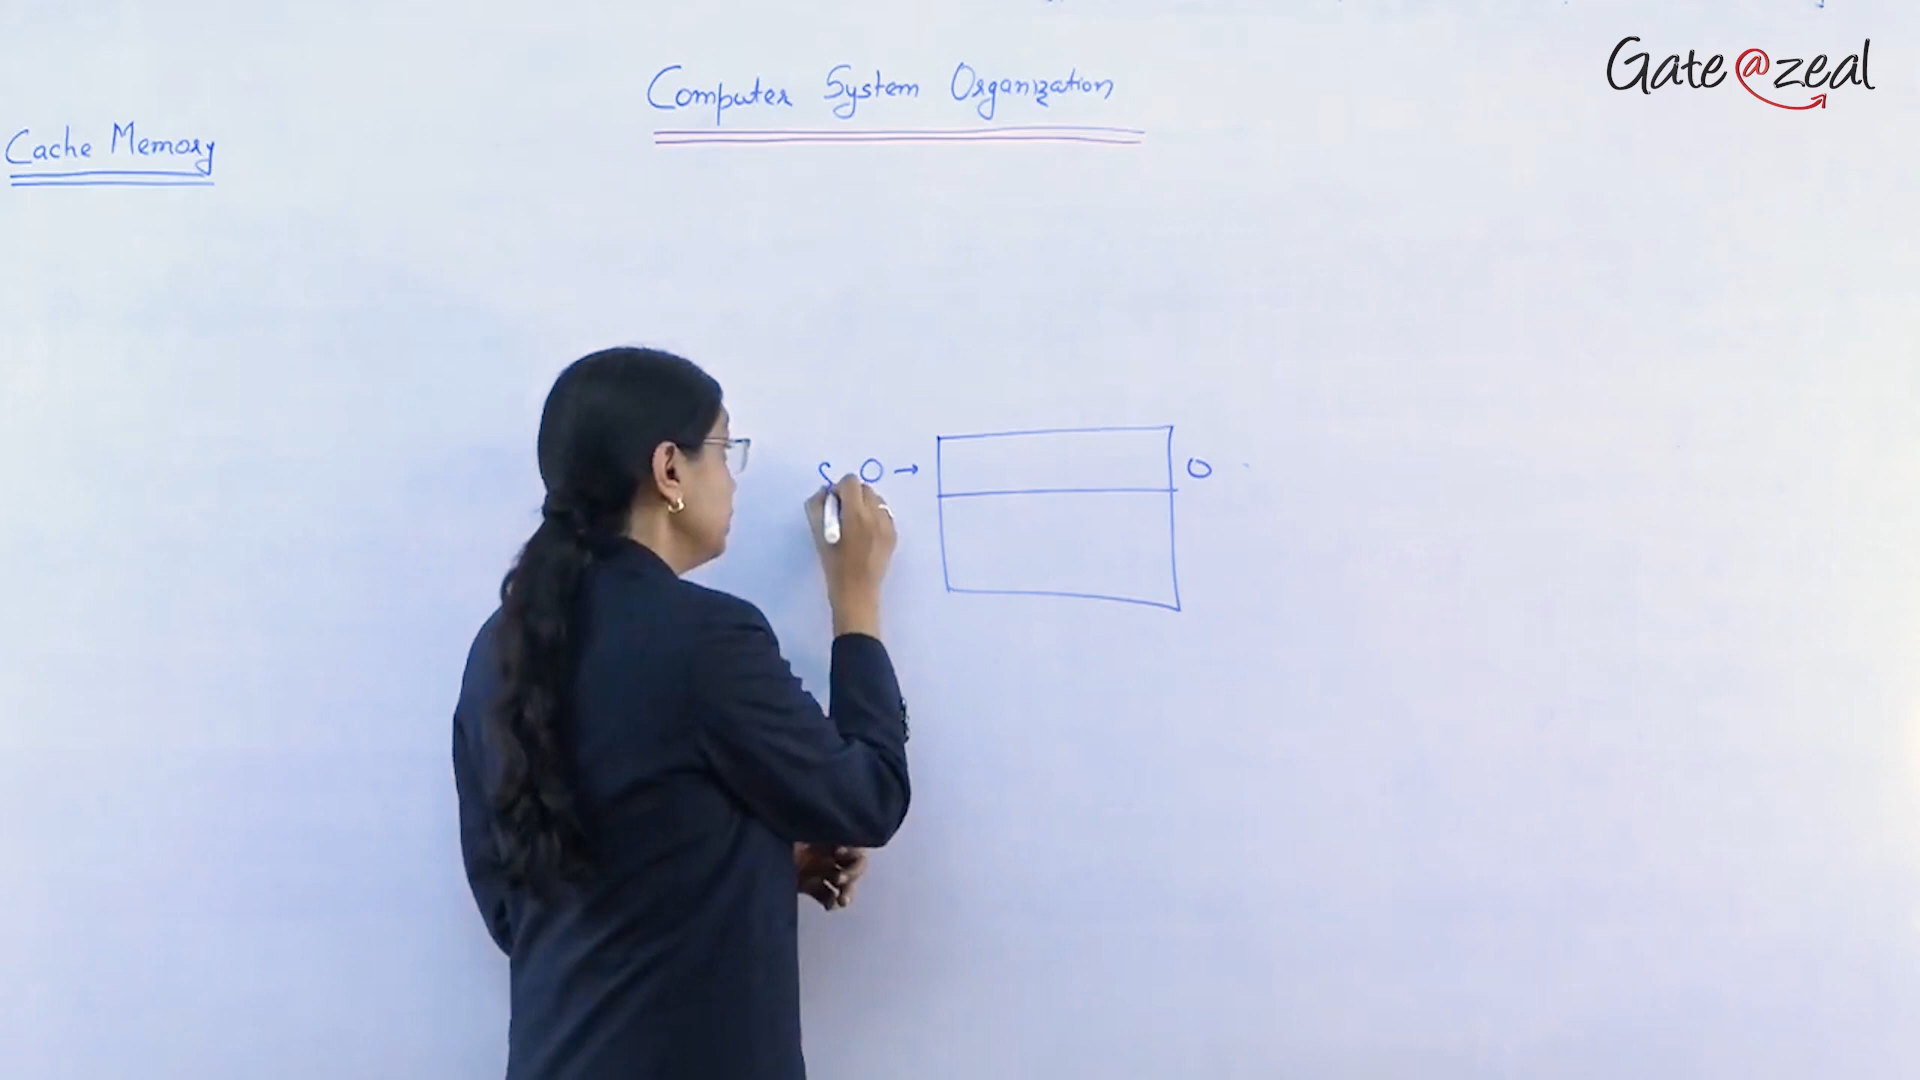 Gate@zeal
Computer System Organization
Cache Memory
S 0 → 0